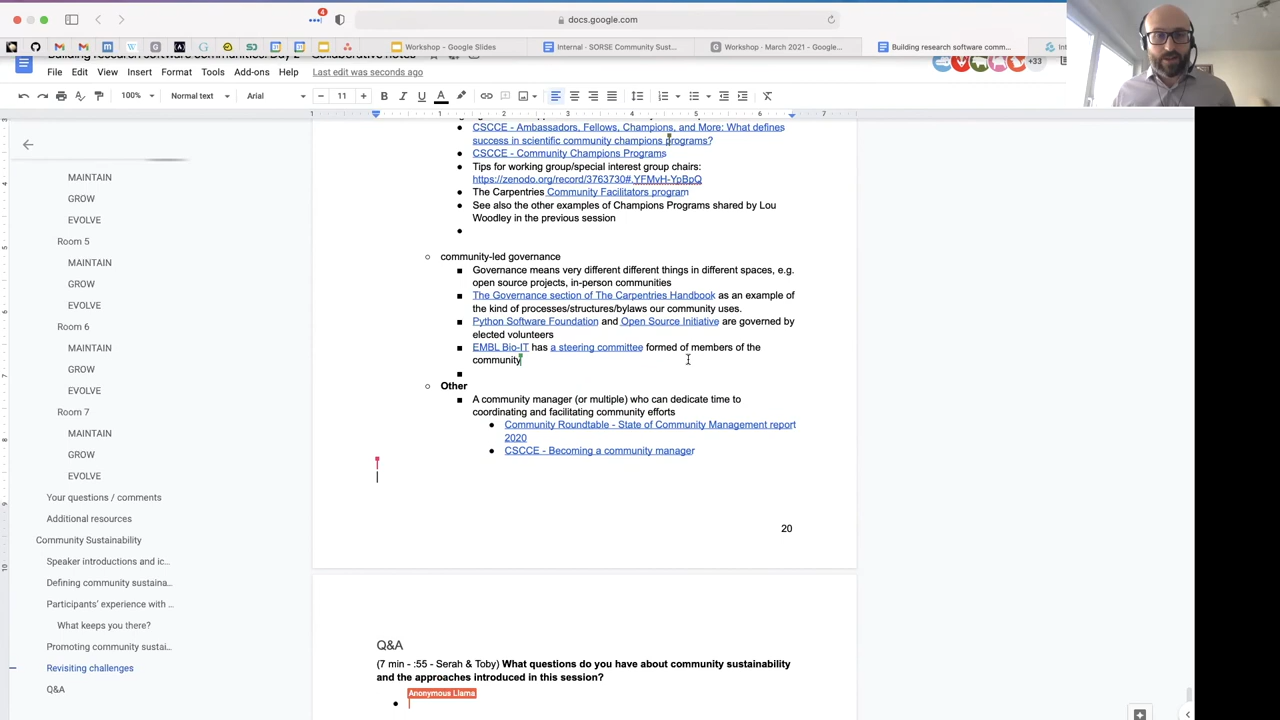 4
docs.google.com
Workshop - Google Slides
Internal · SORSE Community Sust...
Workshop · March 2021 - Google...
Building research software comm...
Building research software communities: Day 2 - Collaborative notes
+33
File Edit View Insert Format Tools Add-ons Help Last edit was seconds ago
100% Normal text Arial 11 B I U A
1 1 2 3 4 5 6 7
MAINTAIN
GROW
EVOLVE
Room 5
MAINTAIN
GROW
EVOLVE
Room 6
MAINTAIN
GROW
EVOLVE
Room 7
MAINTAIN
GROW
EVOLVE
Your questions / comments
Additional resources
Community Sustainability
Speaker introductions and ic...
Defining community sustaina...
Participants' experience with ...
What keeps you there?
Promoting community sustai...
Revisiting challenges
Q&A
CSCCE - Ambassadors, Fellows, Champions, and More: What defines
success in scientific community champions programs?
CSCCE - Community Champions Programs
Tips for working group/special interest group chairs:
https://zenodo.org/record/3763730#.YFMvH-YpBpQ
The Carpentries Community Facilitators program
See also the other examples of Champions Programs shared by Lou
Woodley in the previous session
community-led governance
Governance means very different different things in different spaces, e.g.
open source projects, in-person communities
The Governance section of The Carpentries Handbook as an example of
the kind of processes/structures/bylaws our community uses.
Python Software Foundation and Open Source Initiative are governed by
elected volunteers
EMBL Bio-IT has a steering committee formed of members of the
community
Other
A community manager (or multiple) who can dedicate time to
coordinating and facilitating community efforts
Community Roundtable - State of Community Management report
2020
CSCCE - Becoming a community manager
20
Q&A
(7 min - :55 - Serah & Toby) What questions do you have about community sustainability
and the approaches introduced in this session?
Anonymous Llama